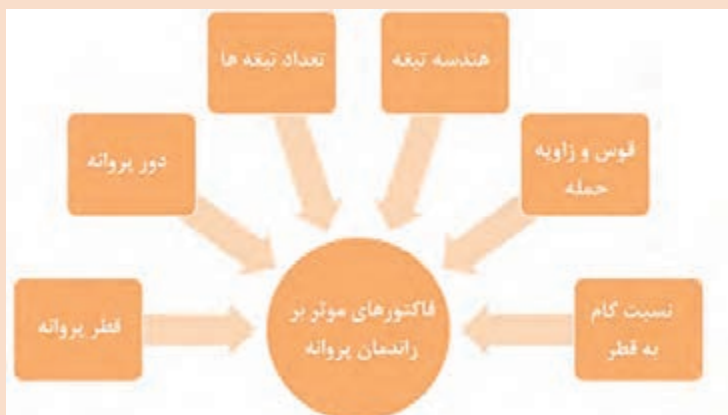 هندسه تیغه
تعداد تیغه ها
قوس و زاویه
حمله
دور پروانه
نسبت گام
به قطر
قطر پروانه
فاکتورهای موثر بر
راندمان پروانه